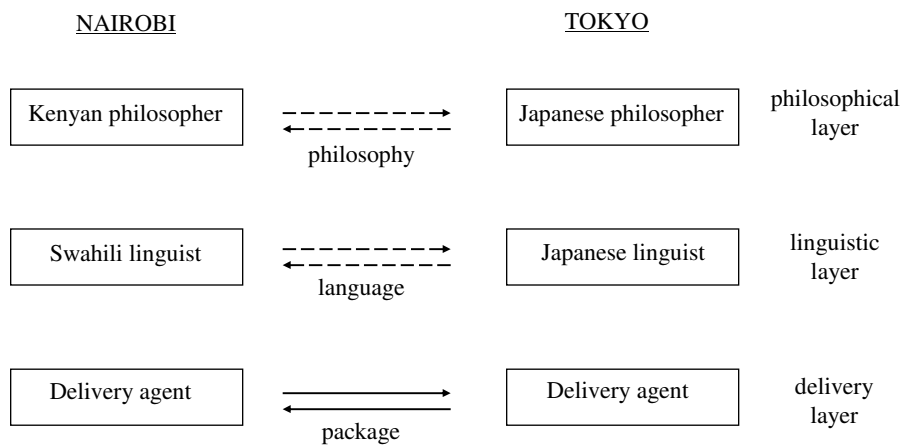 NAIROBI
TOKYO
Kenyan philosopher
Japanese philosopher
philosophical
layer
philosophy
Swahili linguist
Japanese linguist
linguistic
layer
language
Delivery agent
Delivery agent
delivery
layer
package